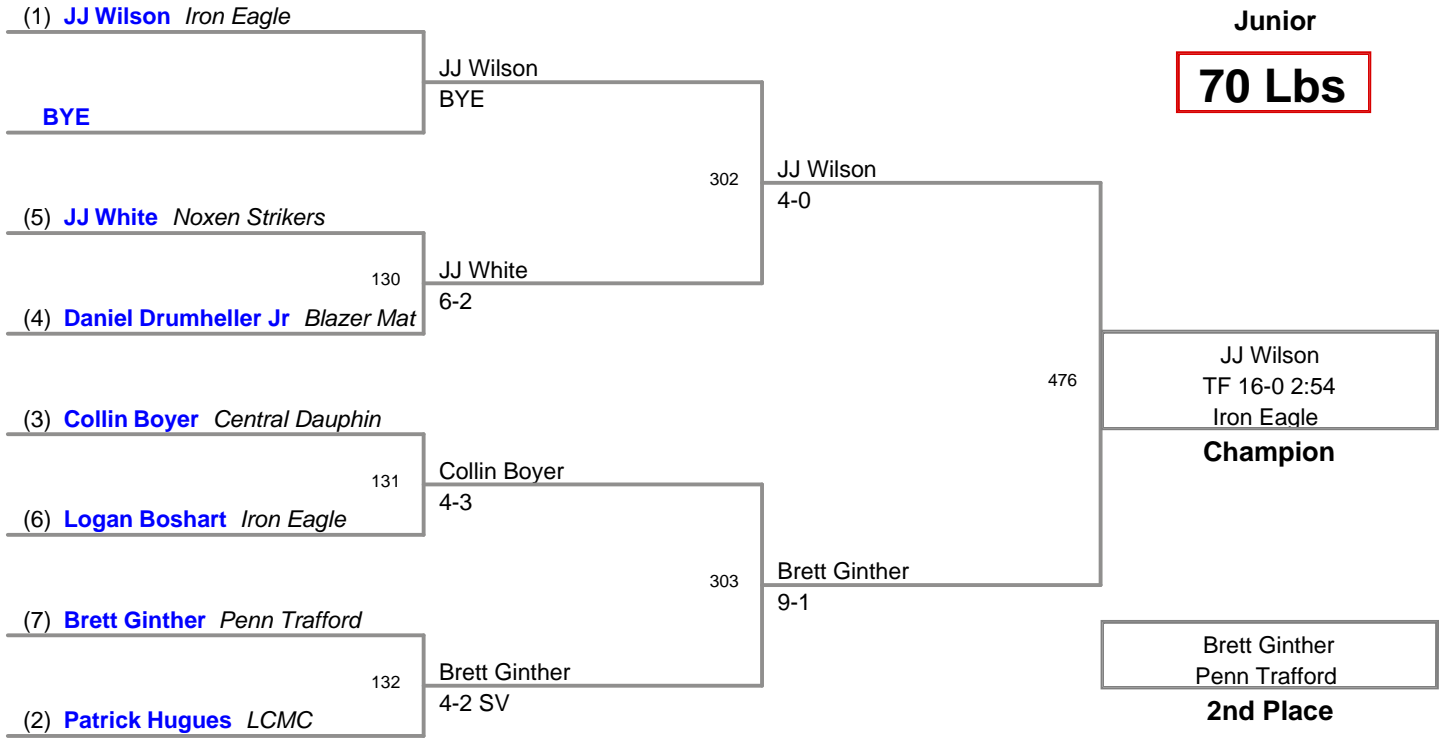 (1) JJ Wilson Iron Eagle
Junior
70 Lbs
JJ Wilson
BYE
BYE
302
JJ Wilson
4-0
(5) JJ White Noxen Strikers
130
JJ White
6-2
(4) Daniel Drumheller Jr Blazer Mat
476
JJ Wilson
TF 16-0 2:54
Iron Eagle
Champion
(3) Collin Boyer Central Dauphin
131
Collin Boyer
4-3
(6) Logan Boshart Iron Eagle
303
Brett Ginther
9-1
(7) Brett Ginther Penn Trafford
132
Brett Ginther
4-2 SV
(2) Patrick Hugues LCMC
Brett Ginther
Penn Trafford
2nd Place